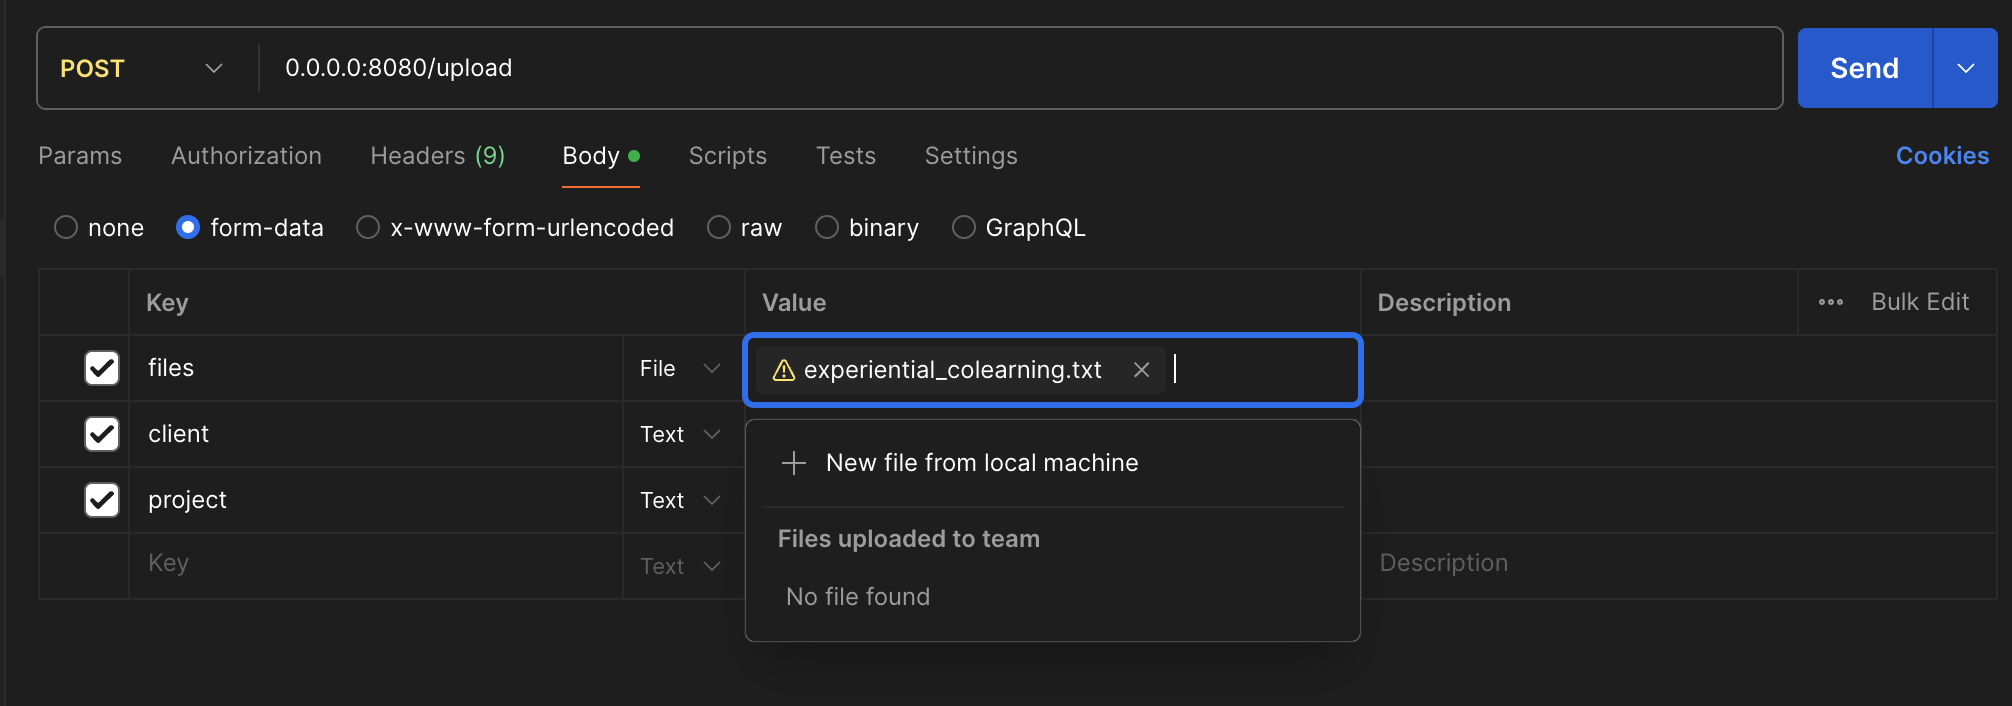 POST 0.0.0.0:8080/upload Send
Params Authorization Headers (9) Body Scripts Tests Settings Cookies
none form-data x-www-form-urlencoded raw binary GraphQL
Key Value Description Bulk Edit
files File experiential_colearning.txt
client Text
New file from local machine
project Text
Files uploaded to team
Key Text Description
No file found